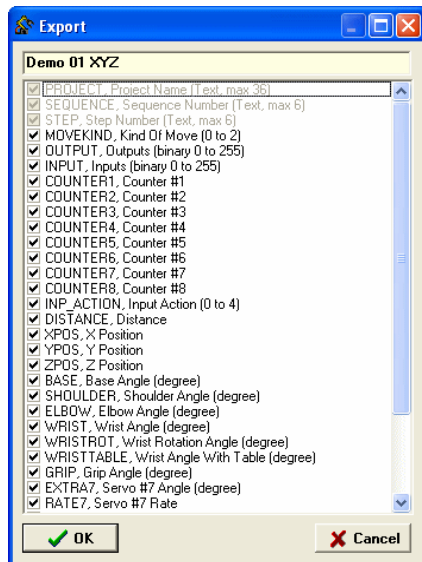 Export
Demo 01 XYZ
PROJECT, Project Name (Text, max 36)
SEQUENCE, Sequence Number (Text, max 6)
STEP, Step Number (Text, max 6)
MOVEKIND, Kind Of Move (0 to 2)
OUTPUT, Outputs (binary 0 to 255)
INPUT, Inputs (binary 0 to 255)
COUNTER1, Counter #1
COUNTER2, Counter #2
COUNTER3, Counter #3
COUNTER4, Counter #4
COUNTER5, Counter #5
COUNTER6, Counter #6
COUNTER7, Counter #7
COUNTER8, Counter #8
INP_ACTION, Input Action (0 to 4)
DISTANCE, Distance
XPOS, X Position
YPOS, Y Position
ZPOS, Z Position
BASE, Base Angle (degree)
SHOULDER, Shoulder Angle (degree)
ELBOW, Elbow Angle (degree)
WRIST, Wrist Angle (degree)
WRISTROT, Wrist Rotation Angle (degree)
WRISTTABLE, Wrist Angle With Table (degree)
GRIP, Grip Angle (degree)
EXTRA7, Servo #7 Angle (degree)
RATE7, Servo #7 Rate
OK
Cancel